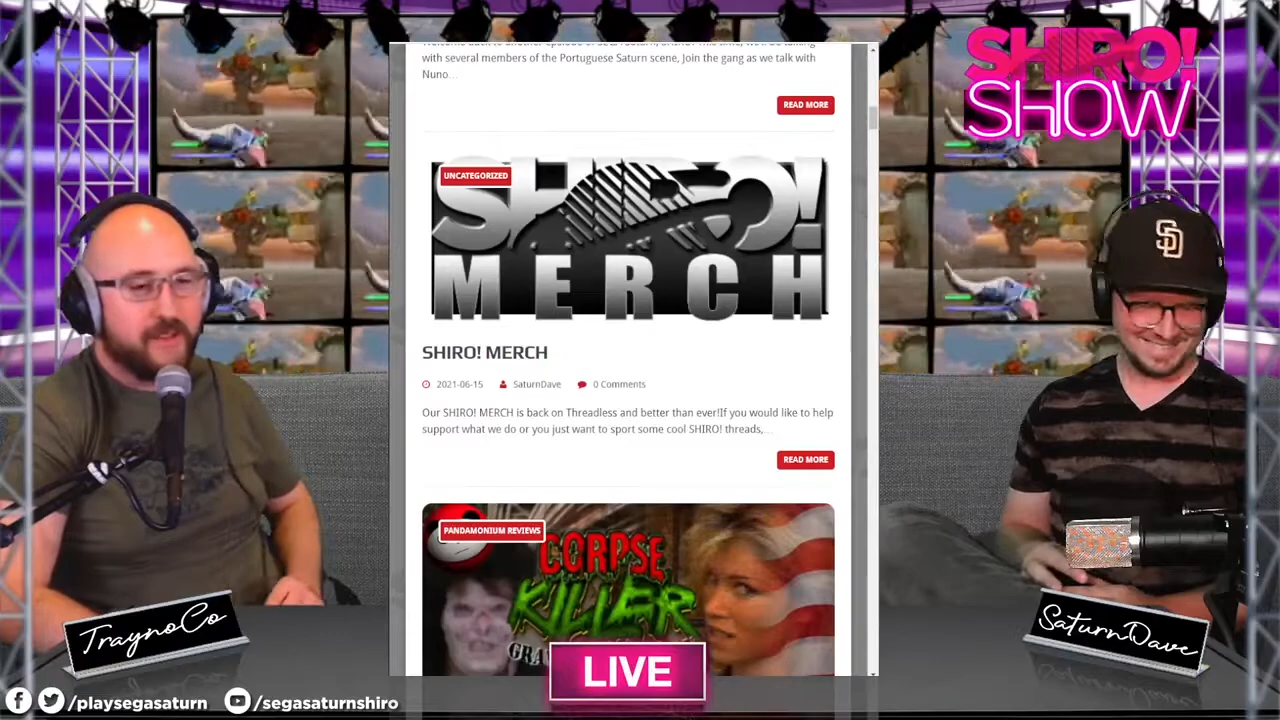 with several members of the Portuguese Saturn scene, Join the gang as we talk with
Nuno...
READ MORE
SHIRO!
SHOW
UNCATEGORIZED
SHIRO!
MERCH
SD
SHIRO! MERCH
2021-06-15 SaturnDave 0 Comments
Our SHIRO! MERCH is back on Threadless and better than ever!If you would like to help
support what we do or you just want to sport some cool SHIRO! threads,...
READ MORE
PANDAMONIUM REVIEWS
CORPSE
KILLER
TraynoCo
SaturnDave
LIVE
/playsegasaturn /segasaturnshiro